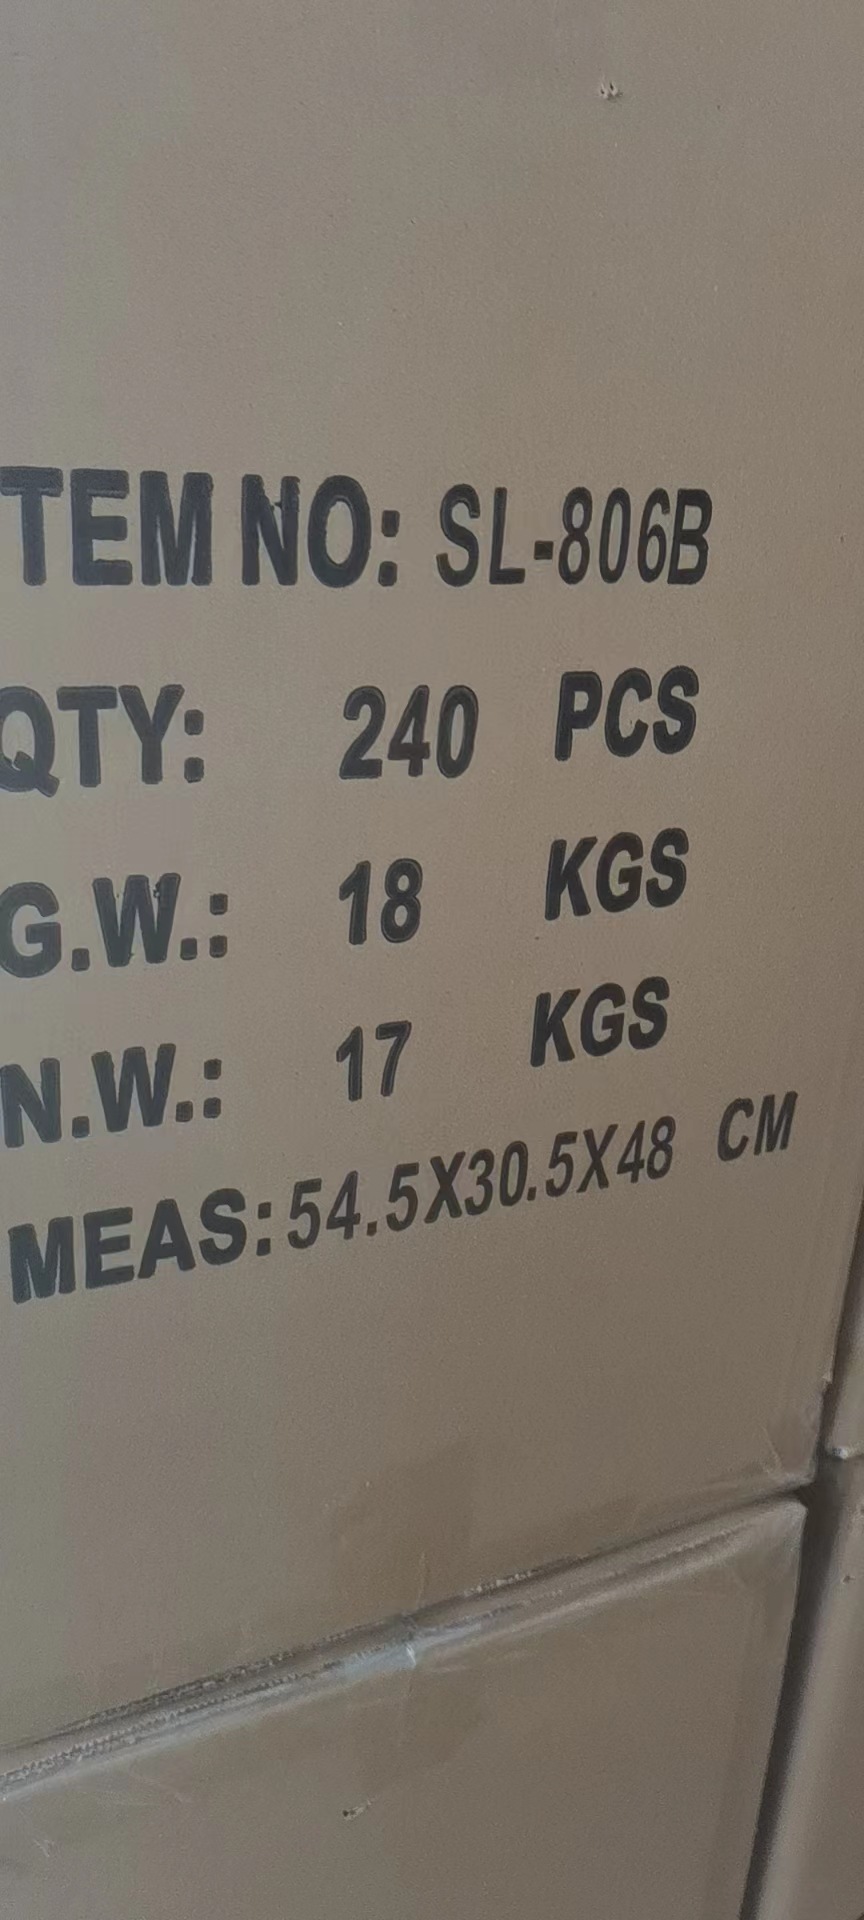 TEM NO: SL-806B
QTY: 240 PCS
G.W.: 18 KGS
N.W.: 17 KGS
MEAS: 54.5X30.5X48 CM